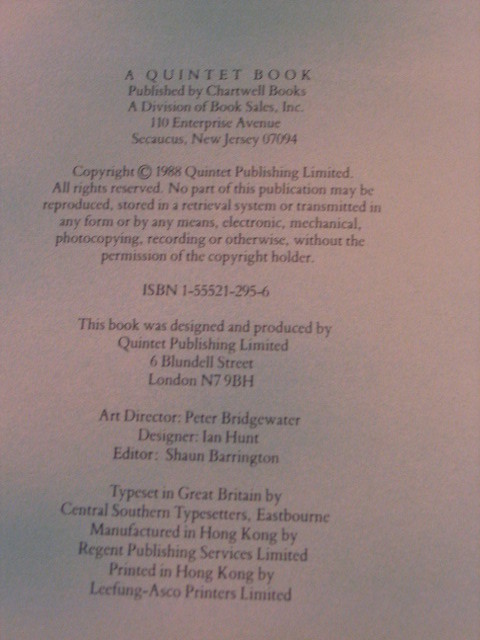 A QUINTET BOOK
Published by Chartwell Books
A Division of Book Sales, Inc.
110 Enterprise Avenue
Secaucus, New Jersey 07094
Copyright © 1988 Quintet Publishing Limited.
All rights reserved. No part of this publication may be
reproduced, stored in a retrieval system or transmitted in
any form or by any means, electronic, mechanical,
photocopying, recording or otherwise, without the
permission of the copyright holder.
ISBN 1-55521-295-6
This book was designed and produced by
Quintet Publishing Limited
6 Blundell Street
London N7 9BH
Art Director: Peter Bridgewater
Designer: Ian Hunt
Editor: Shaun Barrington
Typeset in Great Britain by
Central Southern Typesetters, Eastbourne
Manufactured in Hong Kong by
Regent Publishing Services Limited
Printed in Hong Kong by
Leefung-Asco Printers Limited